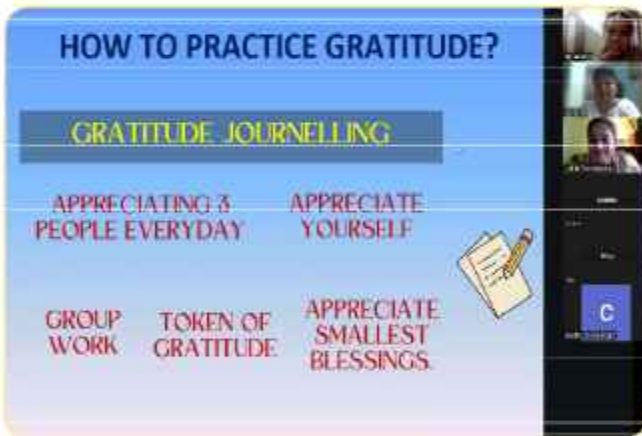 HOW TO PRACTICE GRATITUDE?
GRATITUDE JOURNELLING
APPRECIATING 3
PEOPLE EVERYDAY
APPRECIATE
YOURSELF
GROUP
WORK
TOKEN OF
GRATITUDE
APPRECIATE
SMALLEST
BLESSINGS
C